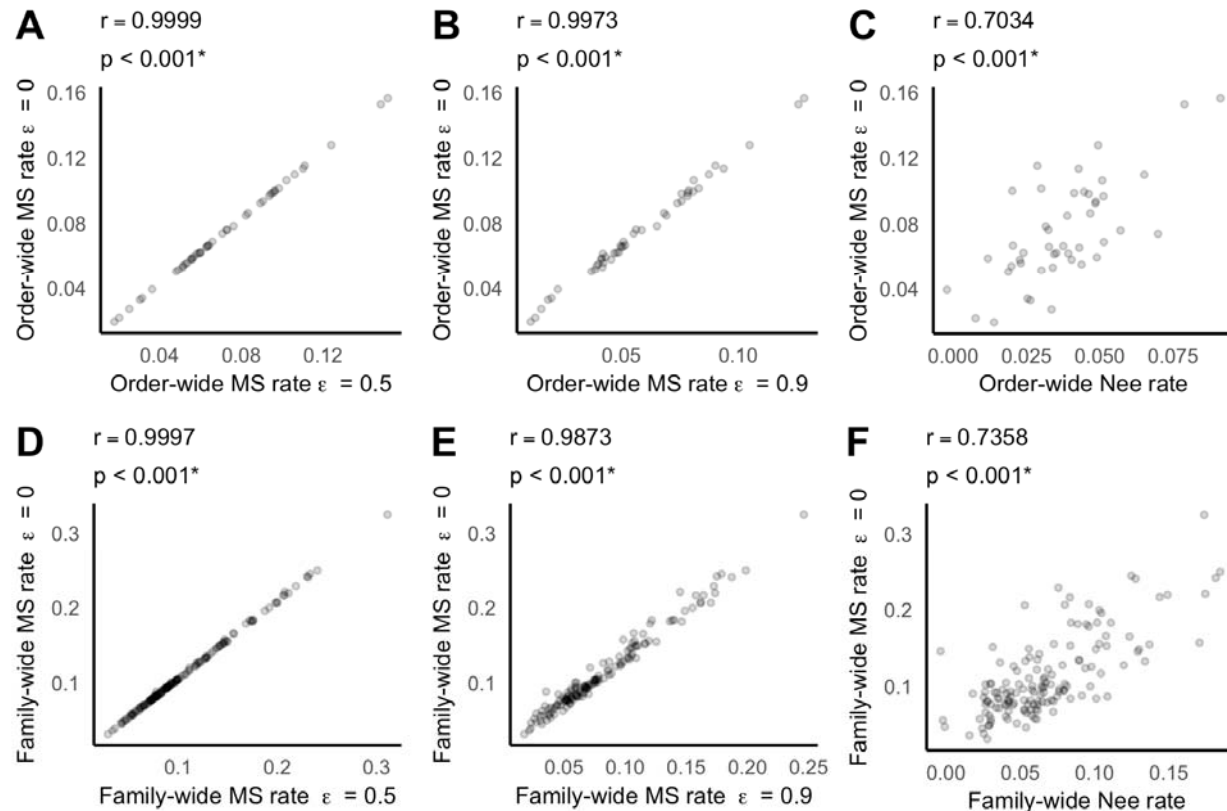 A
r = 0.9999
p < 0.001*
Order-wide MS rate ε = 0
0.16
0.12
0.08
0.04
0.04 0.08 0.12
Order-wide MS rate ε = 0.5
B
r = 0.9973
p < 0.001*
Order-wide MS rate ε = 0
0.16
0.12
0.08
0.04
0.05 0.10
Order-wide MS rate ε = 0.9
C
r = 0.7034
p < 0.001*
Order-wide MS rate ε = 0
0.16
0.12
0.08
0.04
0.000 0.025 0.050 0.075
Order-wide Nee rate
D
r = 0.9997
p < 0.001*
Family-wide MS rate ε = 0
0.3
0.2
0.1
0.1 0.2 0.3
Family-wide MS rate ε = 0.5
E
r = 0.9873
p < 0.001*
Family-wide MS rate ε = 0
0.3
0.2
0.1
0.05 0.10 0.15 0.20 0.25
Family-wide MS rate ε = 0.9
F
r = 0.7358
p < 0.001*
Family-wide MS rate ε = 0
0.3
0.2
0.1
0.00 0.05 0.10 0.15
Family-wide Nee rate